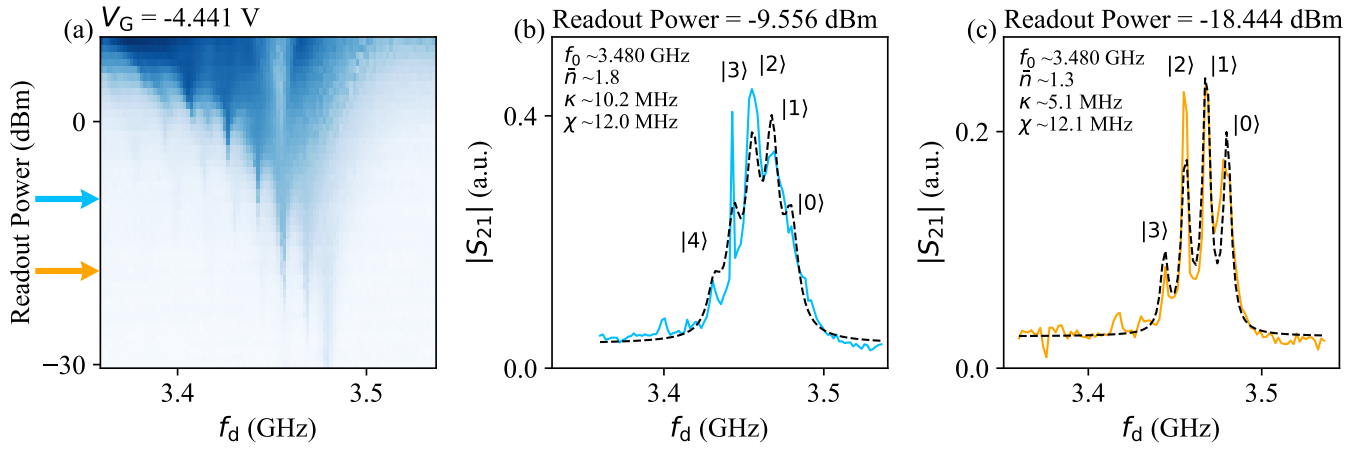 (a)
V_G = -4.441 V
Readout Power (dBm)
0
−30
3.4
3.5
f_d (GHz)
(b)
Readout Power = -9.556 dBm
f_0 ~3.480 GHz
n̄ ~1.8
κ ~10.2 MHz
χ ~12.0 MHz
|4⟩
|3⟩
|2⟩
|1⟩
|0⟩
|S_21| (a.u.)
0.4
0.0
3.4
3.5
f_d (GHz)
(c)
Readout Power = -18.444 dBm
f_0 ~3.480 GHz
n̄ ~1.3
κ ~5.1 MHz
χ ~12.1 MHz
|3⟩
|2⟩
|1⟩
|0⟩
|S_21| (a.u.)
0.2
0.0
3.4
3.5
f_d (GHz)